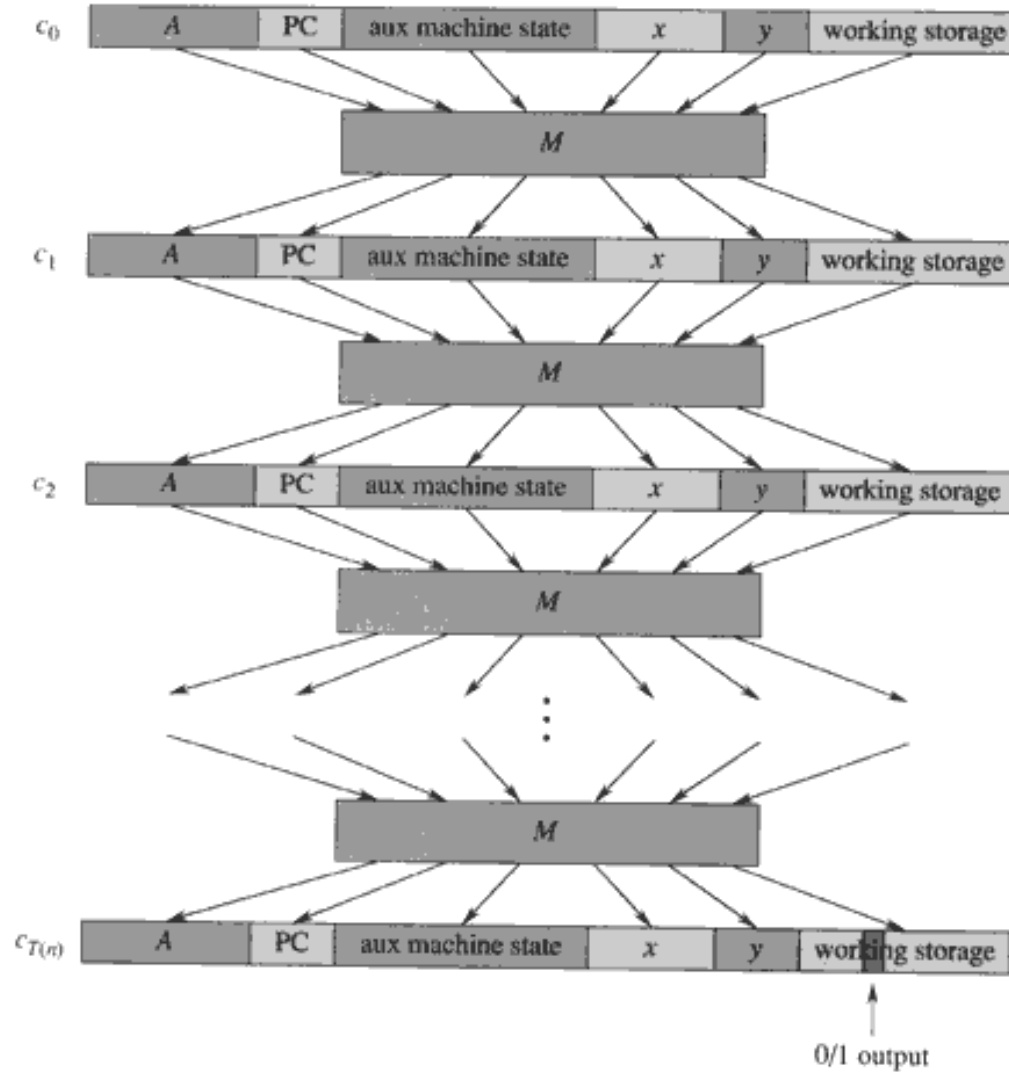 c₀ A PC aux machine state x y working storage
M
c₁ A PC aux machine state x y working storage
M
c₂ A PC aux machine state x y working storage
M
M
c_T(n) A PC aux machine state x y working storage
0/1 output